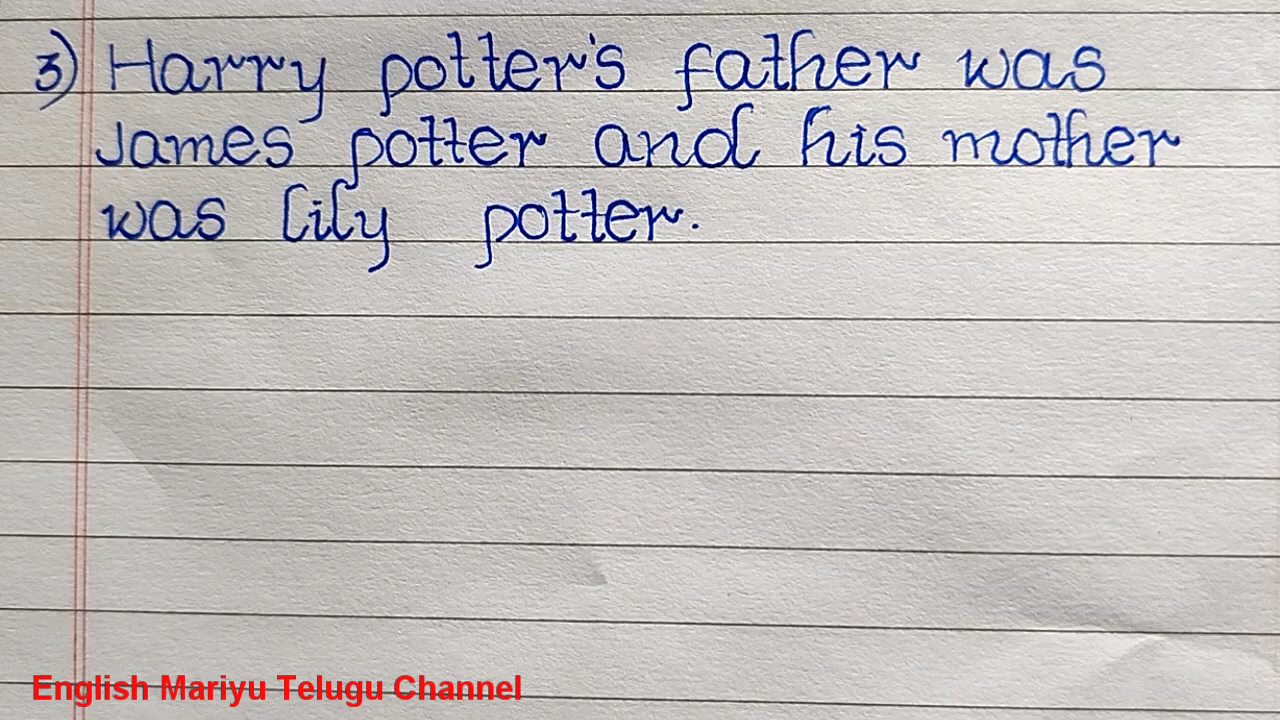 3) Harry potter's father was
James potter and his mother
was Lily potter.
English Mariyu Telugu Channel